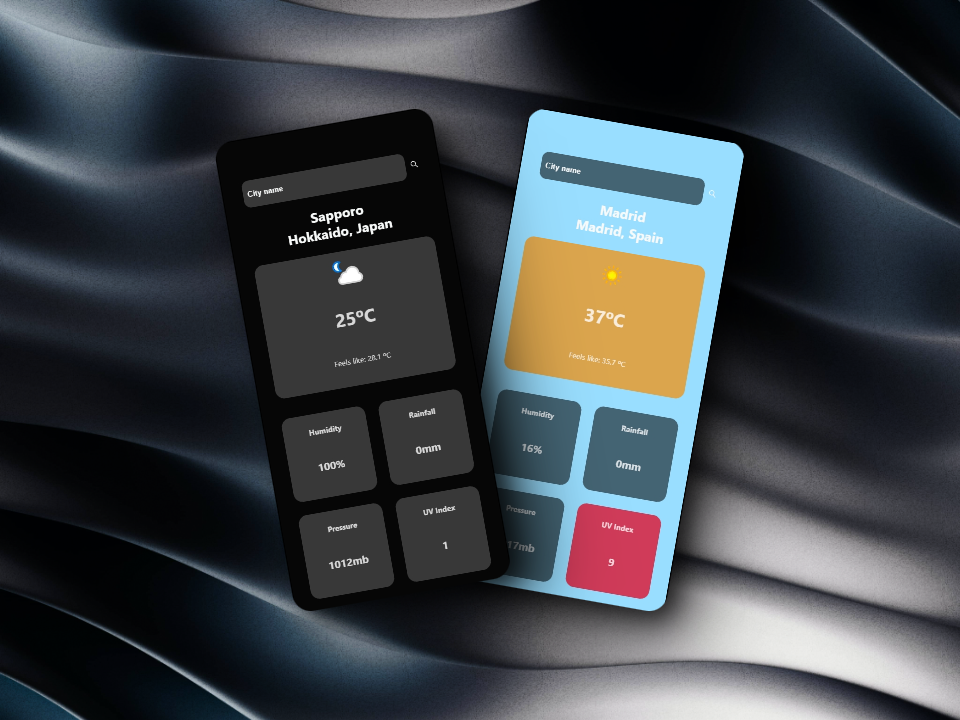 City name
Sapporo
Hokkaido, Japan
25ºC
Feels like: 28.1 ºC
Humidity
100%
Rainfall
0mm
Pressure
1012mb
UV Index
1
City name
Madrid
Madrid, Spain
37ºC
Feels like: 35.7 ºC
Humidity
16%
Rainfall
0mm
Pressure
17mb
UV Index
9